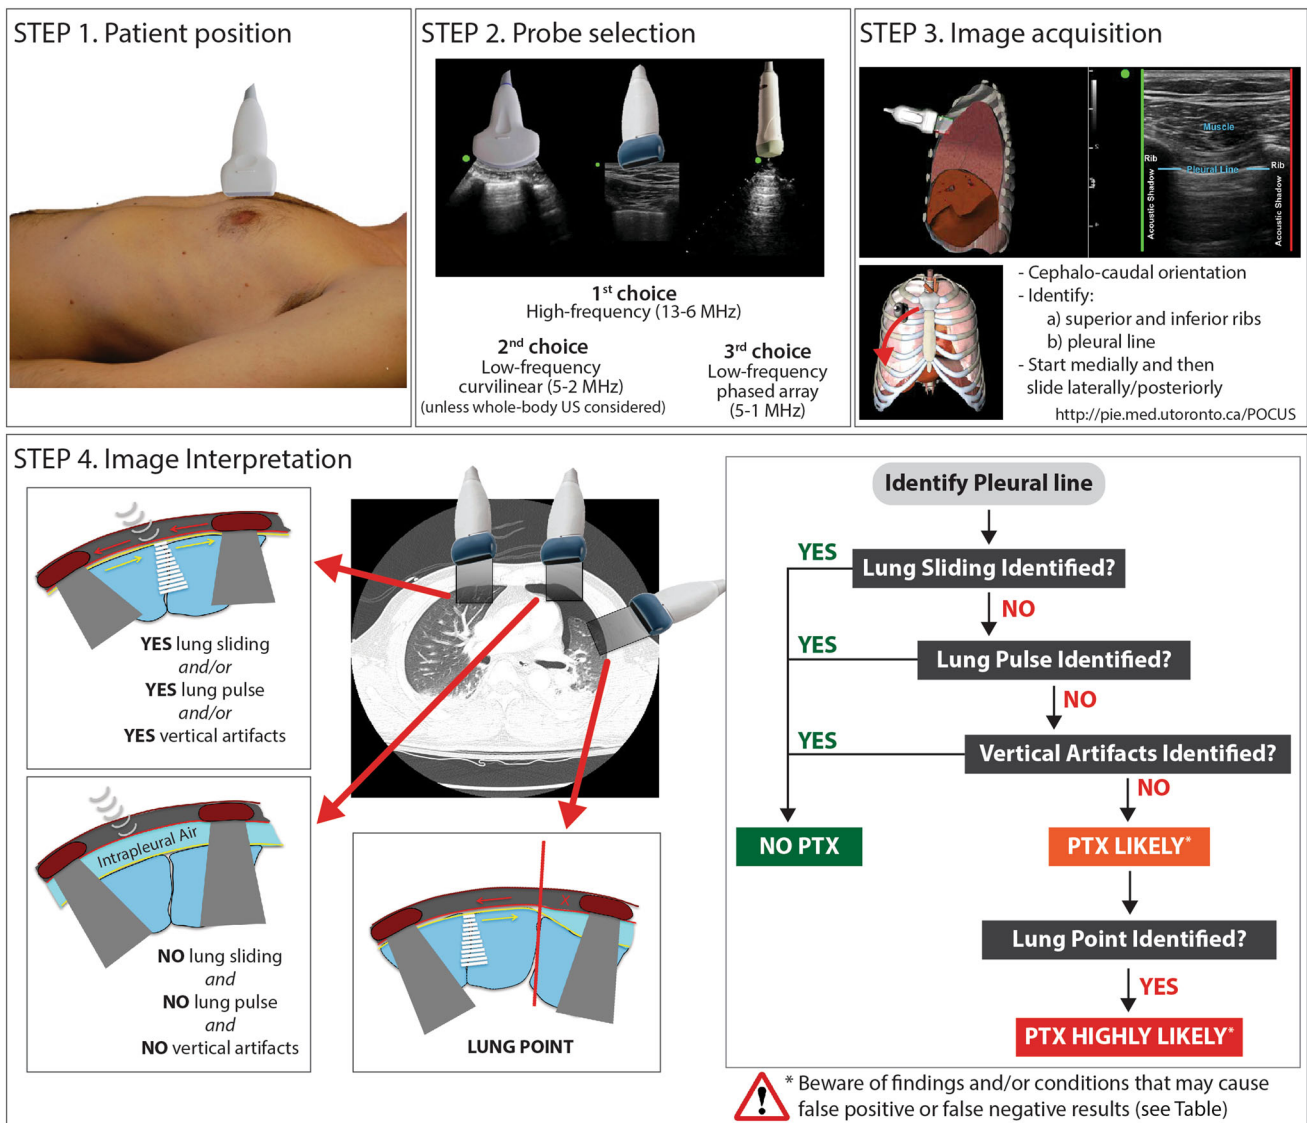 STEP 1. Patient position
STEP 2. Probe selection
1st choice
High-frequency (13-6 MHz)
2nd choice
Low-frequency
curvilinear (5-2 MHz)
(unless whole-body US considered)
3rd choice
Low-frequency
phased array
(5-1 MHz)
STEP 3. Image acquisition
Muscle
Rib
Pleural Line
Rib
Acoustic Shadow
Acoustic Shadow
- Cephalo-caudal orientation
- Identify:
a) superior and inferior ribs
b) pleural line
- Start medially and then
slide laterally/posteriorly
http://pie.med.utoronto.ca/POCUS
STEP 4. Image Interpretation
YES lung sliding
and/or
YES lung pulse
and/or
YES vertical artifacts
Intrapleural Air
NO lung sliding
and
NO lung pulse
and
NO vertical artifacts
X
LUNG POINT
Identify Pleural line
YES
Lung Sliding Identified?
NO
YES
Lung Pulse Identified?
NO
YES
Vertical Artifacts Identified?
NO
NO PTX
PTX LIKELY*
Lung Point Identified?
YES
PTX HIGHLY LIKELY*
! * Beware of findings and/or conditions that may cause
false positive or false negative results (see Table)